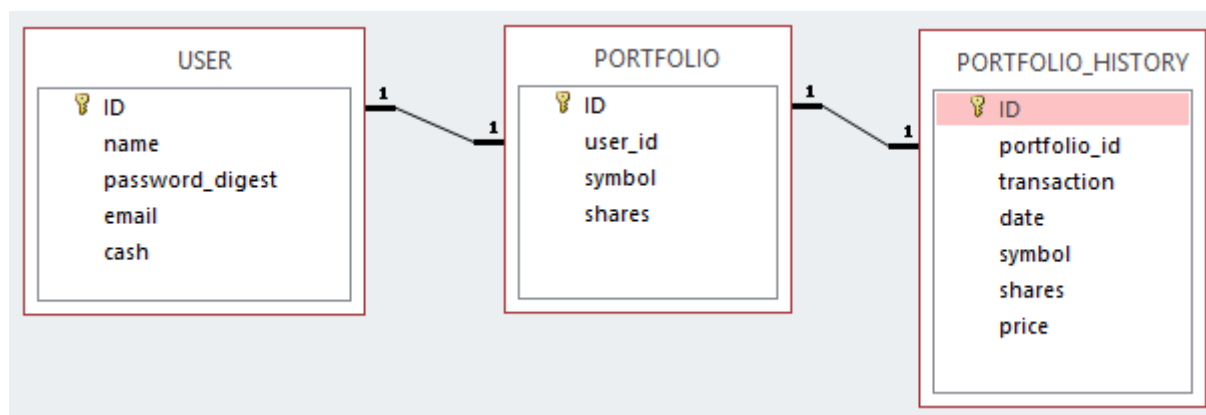 USER
ID
name
password_digest
email
cash
1
1
PORTFOLIO
ID
user_id
symbol
shares
1
1
PORTFOLIO_HISTORY
ID
portfolio_id
transaction
date
symbol
shares
price